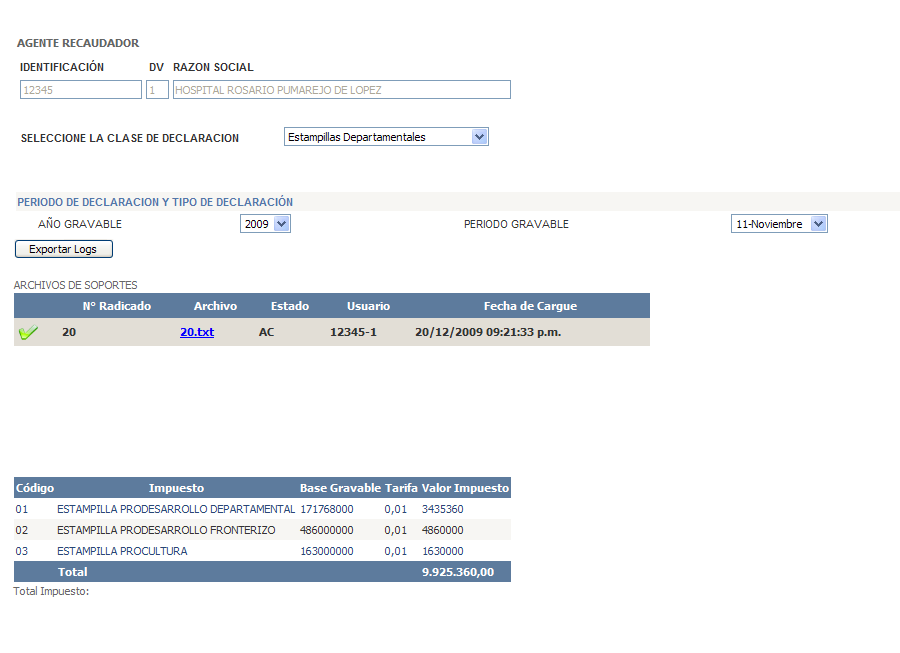 AGENTE RECAUDADOR
IDENTIFICACIÓN DV RAZON SOCIAL
12345 1 HOSPITAL ROSARIO PUMAREJO DE LOPEZ
SELECCIONE LA CLASE DE DECLARACION Estampillas Departamentales
PERIODO DE DECLARACION Y TIPO DE DECLARACIÓN
AÑO GRAVABLE 2009 PERIODO GRAVABLE 11-Noviembre
Exportar Logs
ARCHIVOS DE SOPORTES
Nº Radicado Archivo Estado Usuario Fecha de Cargue
20 20.txt AC 12345-1 20/12/2009 09:21:33 p.m.
Código Impuesto Base Gravable Tarifa Valor Impuesto
01 ESTAMPILLA PRODESARROLLO DEPARTAMENTAL 171768000 0,01 3435360
02 ESTAMPILLA PRODESARROLLO FRONTERIZO 486000000 0,01 4860000
03 ESTAMPILLA PROCULTURA 163000000 0,01 1630000
Total 9.925.360,00
Total Impuesto: